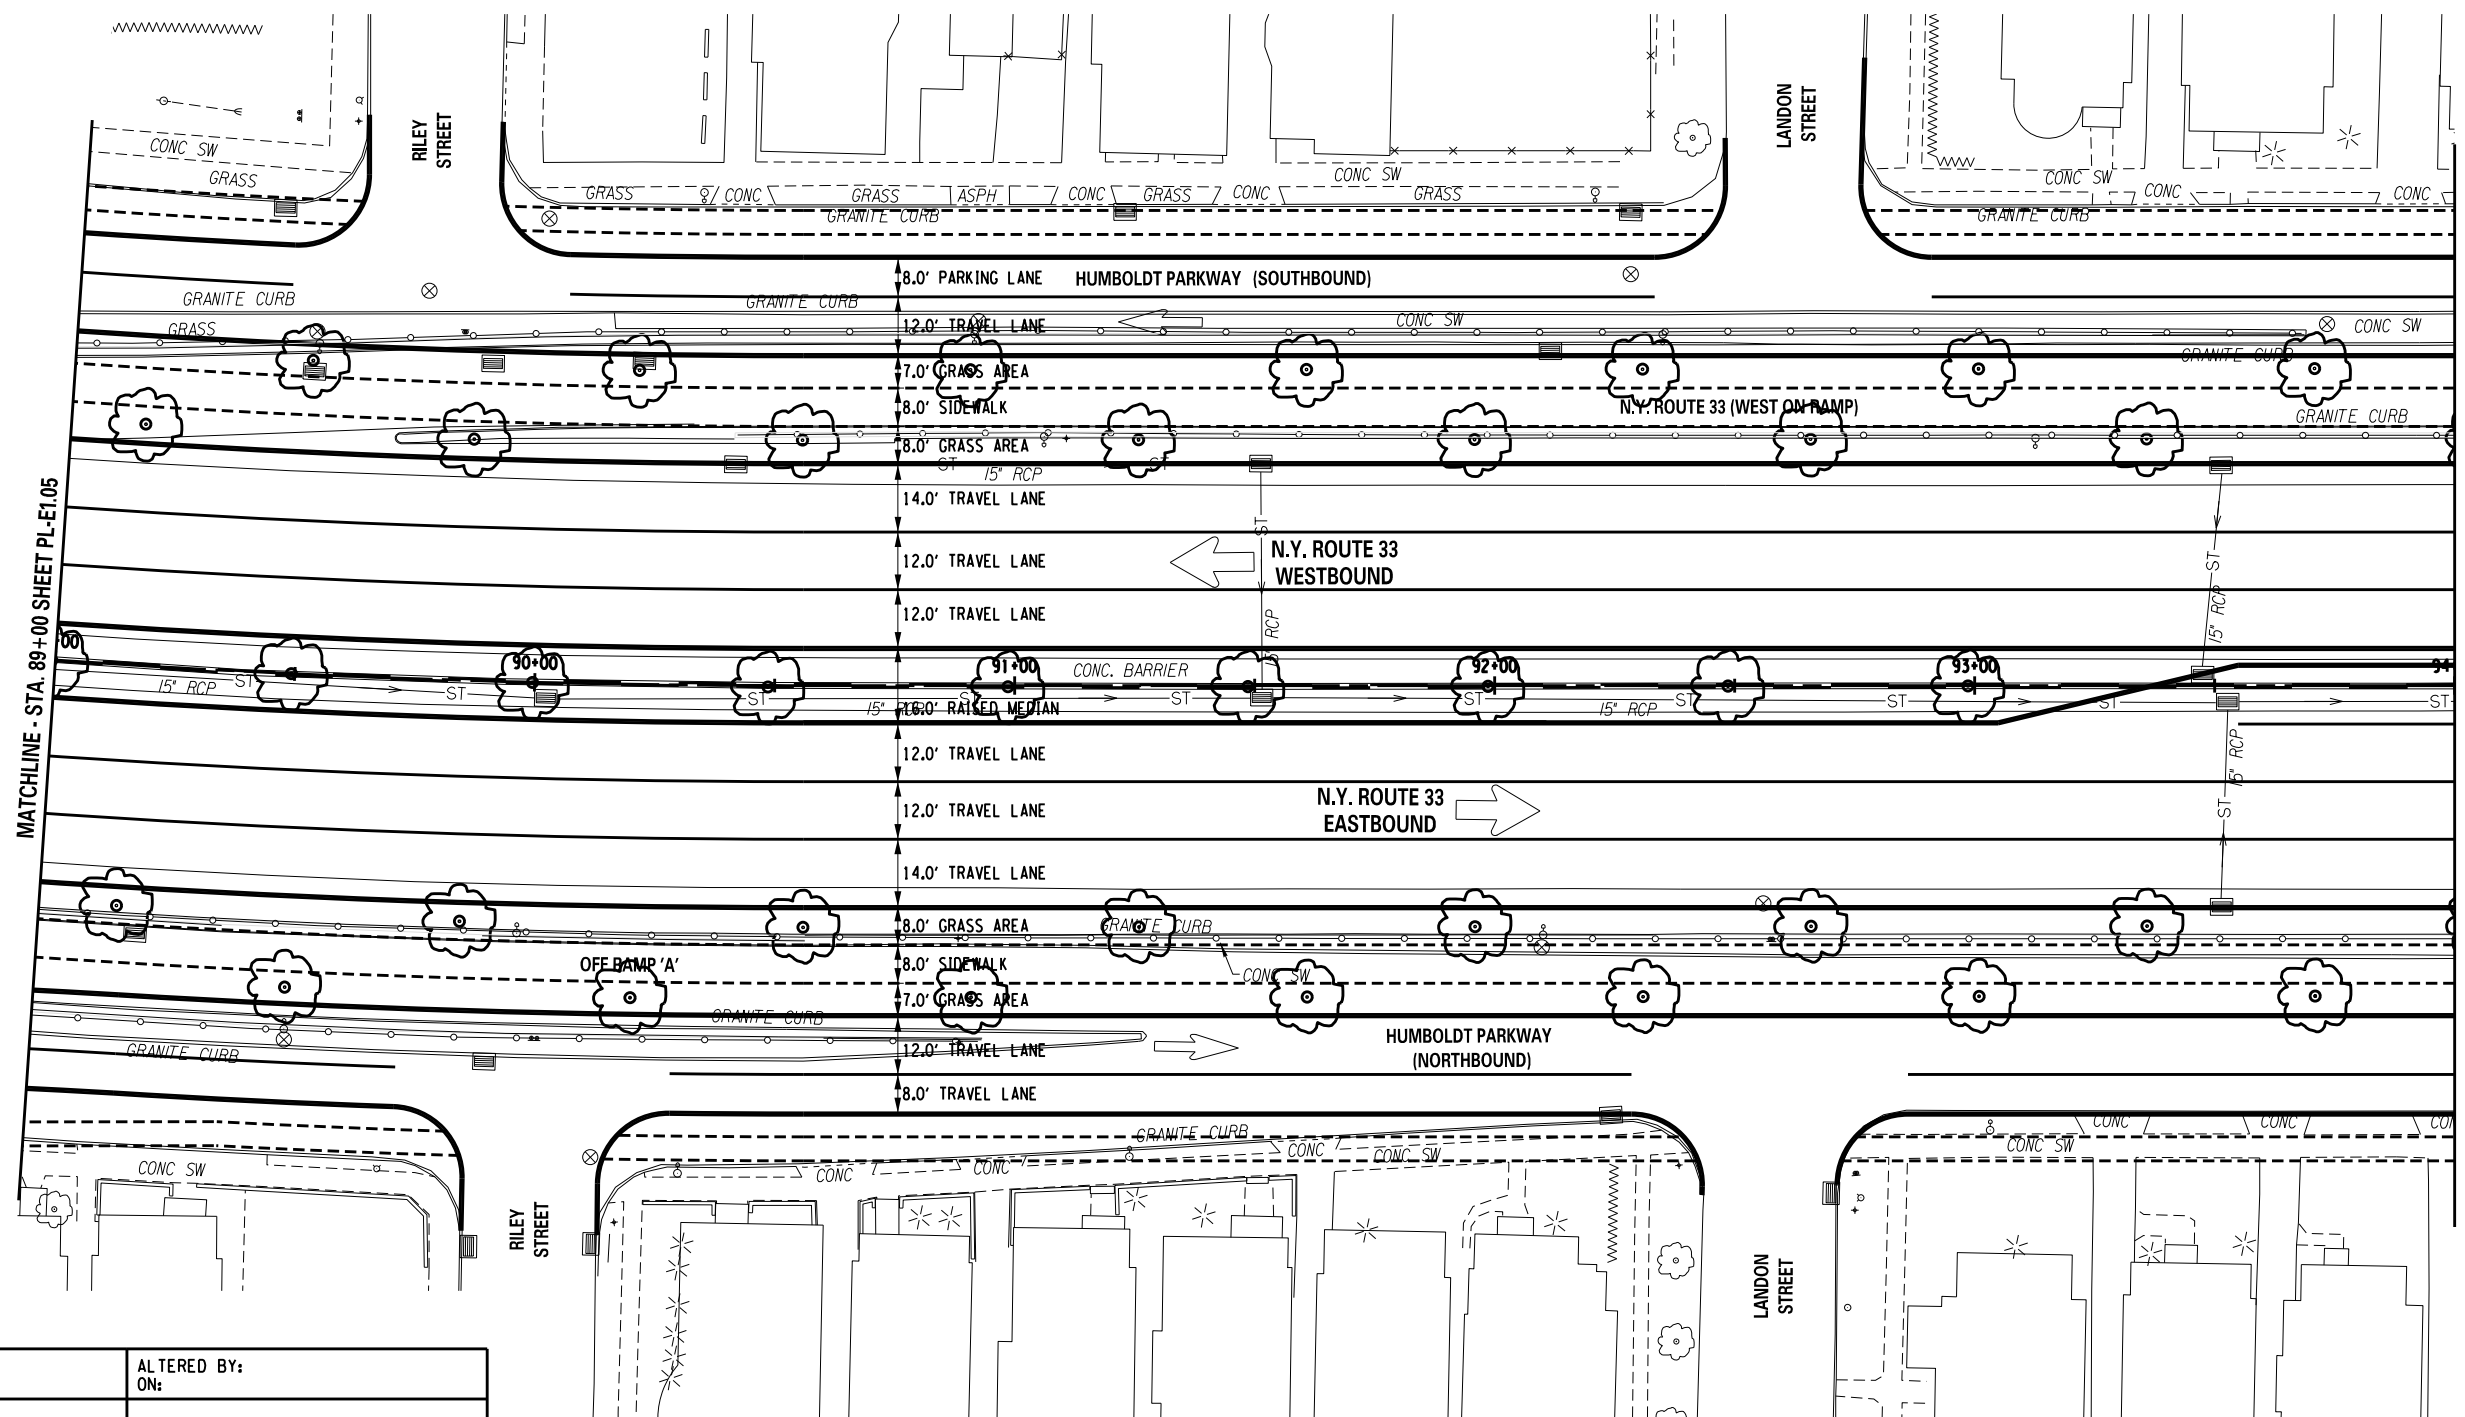 RILEY
STREET
LANDON
STREET
CONC SW
GRASS
GRASS
CONC
GRASS
ASPH
CONC
GRASS
CONC
GRASS
CONC SW
CONC SW
CONC
CONC
GRANITE CURB
GRANITE CURB
8.0' PARKING LANE
HUMBOLDT PARKWAY (SOUTHBOUND)
GRANITE CURB
GRANITE CURB
GRASS
12.0' TRAVEL LANE
CONC SW
CONC SW
GRANITE CURB
7.0' GRASS AREA
8.0' SIDEWALK
N.Y. ROUTE 33 (WEST ON RAMP)
GRANITE CURB
8.0' GRASS AREA
ST
ST
15" RCP
14.0' TRAVEL LANE
ST
12.0' TRAVEL LANE
N.Y. ROUTE 33
WESTBOUND
ST
15" RCP
12.0' TRAVEL LANE
15" RCP
MATCHLINE - STA. 89+00 SHEET PL-E1.05
00
90+00
91+00
CONC. BARRIER
92+00
93+00
94
15" RCP
ST
ST
ST
ST
ST
ST
ST
ST
ST
15" RCP
16.0' RAISED MEDIAN
15" RCP
12.0' TRAVEL LANE
15" RCP
12.0' TRAVEL LANE
N.Y. ROUTE 33
EASTBOUND
ST
14.0' TRAVEL LANE
8.0' GRASS AREA
GRANITE CURB
OFF RAMP 'A'
8.0' SIDEWALK
CONC SW
7.0' GRASS AREA
GRANITE CURB
HUMBOLDT PARKWAY
(NORTHBOUND)
GRANITE CURB
12.0' TRAVEL LANE
8.0' TRAVEL LANE
GRANITE CURB
CONC
CONC
CON
CONC SW
CONC
CONC
CONC
CONC SW
CONC SW
RILEY
STREET
LANDON
STREET
ALTERED BY:
ON: